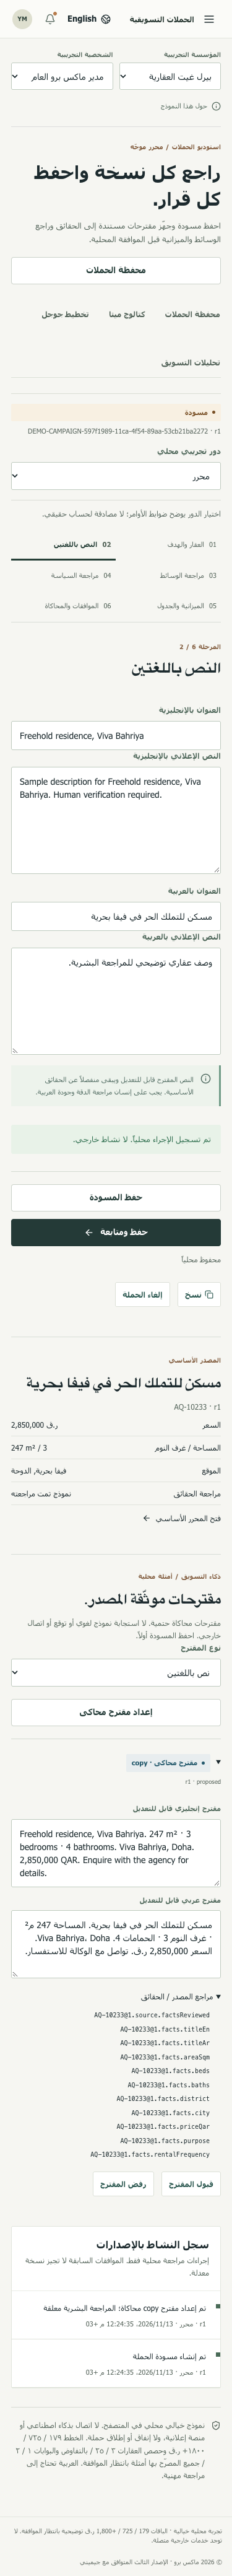 الحملات التسويقية
English
YM
المؤسسة التجريبية
الشخصية التجريبية
بيرل غيت العقارية
مدير ماكس برو العام
حول هذا النموذج
استوديو الحملات / محرر موجّه
راجع كل نسخة واحفظ
كل قرار.
احفظ مسودة وجهّز مقترحات مستندة إلى الحقائق وراجع
الوسائط والميزانية قبل الموافقة المحلية.
محفظة الحملات
محفظة الحملات
كتالوج ميتا
تخطيط جوجل
تحليلات التسويق
مسودة
DEMO-CAMPAIGN-597f1989-11ca-4f54-89aa-53cb21ba2272 · r1
دور تجريبي محلي
محرر
اختيار الدور يوضح ضوابط الأوامر؛ لا مصادقة لحساب حقيقي.
01 العقار والهدف
02 النص باللغتين
03 مراجعة الوسائط
04 مراجعة السياسة
05 الميزانية والجدول
06 الموافقات والمحاكاة
المرحلة 6 / 2
النص باللغتين
العنوان بالإنجليزية
Freehold residence, Viva Bahriya
النص الإعلاني بالإنجليزية
Sample description for Freehold residence, Viva
Bahriya. Human verification required.
العنوان بالعربية
مسكن للتملك الحر في فيفا بحرية
النص الإعلاني بالعربية
وصف عقاري توضيحي للمراجعة البشرية.
النص المقترح قابل للتعديل ويبقى منفصلاً عن الحقائق
الأساسية. يجب على إنسان مراجعة الدقة وجودة العربية.
تم تسجيل الإجراء محلياً. لا نشاط خارجي.
حفظ المسودة
حفظ ومتابعة
محفوظ محلياً
نسخ
إلغاء الحملة
المصدر الأساسي
مسكن للتملك الحر في فيفا بحرية
AQ-10233 · r1
السعر
2,850,000 ر.ق
المساحة / غرف النوم
247 m² / 3
الموقع
فيفا بحرية، الدوحة
مراجعة الحقائق
نموذج تمت مراجعته
فتح المحرر الأساسي
ذكاء التسويق / أمثلة محلية
مقترحات موثّقة المصدر.
مقترحات محاكاة حتمية. لا استجابة نموذج لغوي أو توقع أو اتصال
خارجي. احفظ المسودة أولاً.
نوع المقترح
نص باللغتين
إعداد مقترح محاكى
مقترح محاكى · copy
r1 · proposed
مقترح إنجليزي قابل للتعديل
Freehold residence, Viva Bahriya. 247 m² · 3
bedrooms · 4 bathrooms. Viva Bahriya, Doha.
2,850,000 QAR. Enquire with the agency for
details.
مقترح عربي قابل للتعديل
مسكن للتملك الحر في فيفا بحرية. المساحة 247 م²
· غرف النوم 3 · الحمامات 4. Viva Bahriya، Doha.
السعر 2,850,000 ر.ق. تواصل مع الوكالة للاستفسار.
مراجع المصدر / الحقائق
AQ-10233@1.source.factsReviewed
AQ-10233@1.facts.titleEn
AQ-10233@1.facts.titleAr
AQ-10233@1.facts.areaSqm
AQ-10233@1.facts.beds
AQ-10233@1.facts.baths
AQ-10233@1.facts.district
AQ-10233@1.facts.city
AQ-10233@1.facts.priceQar
AQ-10233@1.facts.purpose
AQ-10233@1.facts.rentalFrequency
قبول المقترح
رفض المقترح
سجل النشاط بالإصدارات
إجراءات مراجعة محلية فقط. الموافقات السابقة لا تجيز نسخة
معدلة.
تم إعداد مقترح copy محاكاة؛ المراجعة البشرية معلقة
r1 · محرر · 2026/11/13، 12:24:35 م +03
تم إنشاء مسودة الحملة
r1 · محرر · 2026/11/13، 12:24:35 م +03
نموذج خيالي محلي في المتصفح. لا اتصال بذكاء اصطناعي أو
منصة إعلانية، ولا إنفاق أو إطلاق حملة. الخطط ١٧٩ / ٧٢٥ /
١٨٠٠+ ر.ق وحصص العقارات ٣ / ٢٥ / بالتفاوض والبوابات ١ / ٢
/ جميع المصرّح بها أمثلة بانتظار الموافقة. العربية تحتاج إلى
مراجعة مهنية.
تجربة محلية خيالية · الباقات 179 / 725 / 1,800+ ر.ق توضيحية بانتظار الموافقة. لا
توجد خدمات خارجية متصلة.
© 2026 ماكس برو · الإصدار الثالث المتوافق مع جيميني